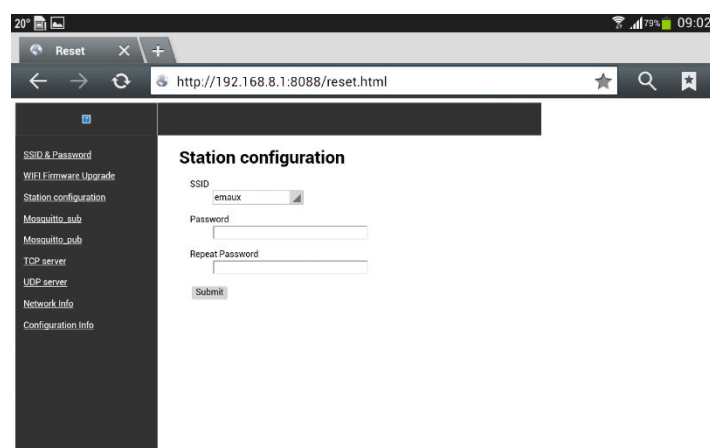 20°
79%
09:02
Reset
http://192.168.8.1:8088/reset.html
SSID & Password
WIFI Firmware Upgrade
Station configuration
Mosquitto_sub
Mosquitto_pub
TCP server
UDP server
Network Info
Configuration Info
Station configuration
SSID
emaux
Password
Repeat Password
Submit